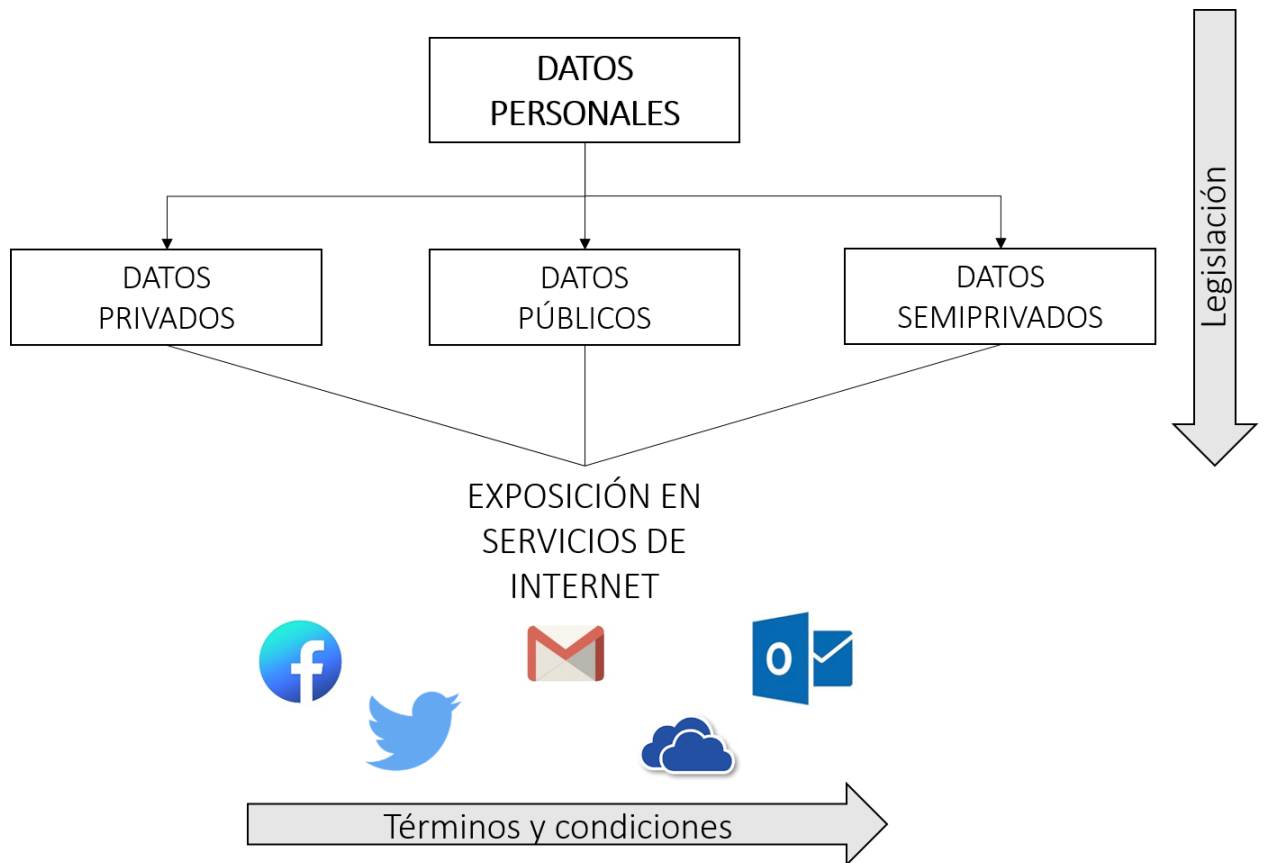 DATOS
PERSONALES
DATOS
PRIVADOS
DATOS
PÚBLICOS
DATOS
SEMIPRIVADOS
Legislación
EXPOSICIÓN EN
SERVICIOS DE
INTERNET
f
O
Términos y condiciones